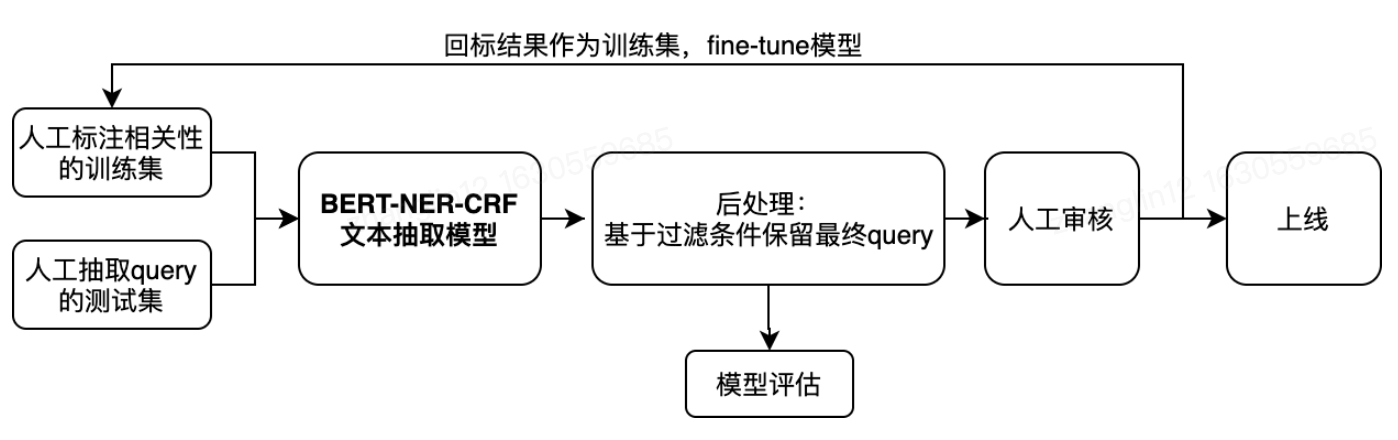 回标结果作为训练集，fine-tune模型
人工标注相关性
的训练集
人工抽取query
的测试集
BERT-NER-CRF
文本抽取模型
后处理：
基于过滤条件保留最终query
人工审核
上线
模型评估